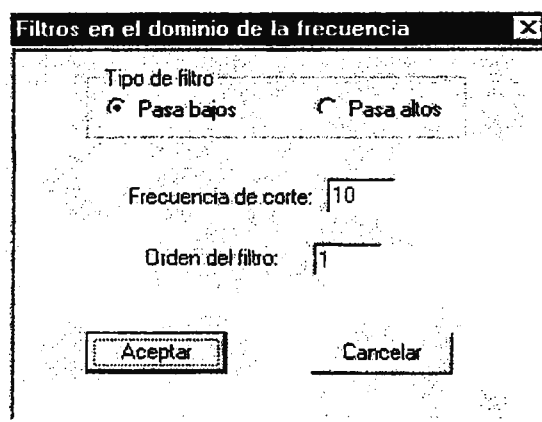 Filtros en el dominio de la frecuencia
Tipo de filtro
Pasa bajos Pasa altos
Frecuencia de corte: 10
Orden del filtro: 1
Aceptar Cancelar